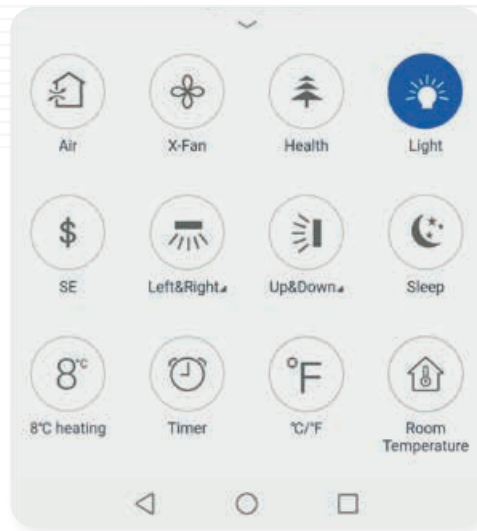 Air
X-Fan
Health
Light
$
SE
Left&Right
Up&Down
Sleep
8°C
8°C heating
Timer
°F
°C/°F
Room
Temperature